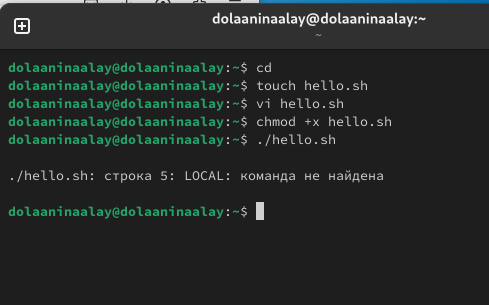 dolaaninaalay@dolaaninaalay:~
~
dolaaninaalay@dolaaninaalay:~$ cd
dolaaninaalay@dolaaninaalay:~$ touch hello.sh
dolaaninaalay@dolaaninaalay:~$ vi hello.sh
dolaaninaalay@dolaaninaalay:~$ chmod +x hello.sh
dolaaninaalay@dolaaninaalay:~$ ./hello.sh
./hello.sh: строка 5: LOCAL: команда не найдена
dolaaninaalay@dolaaninaalay:~$